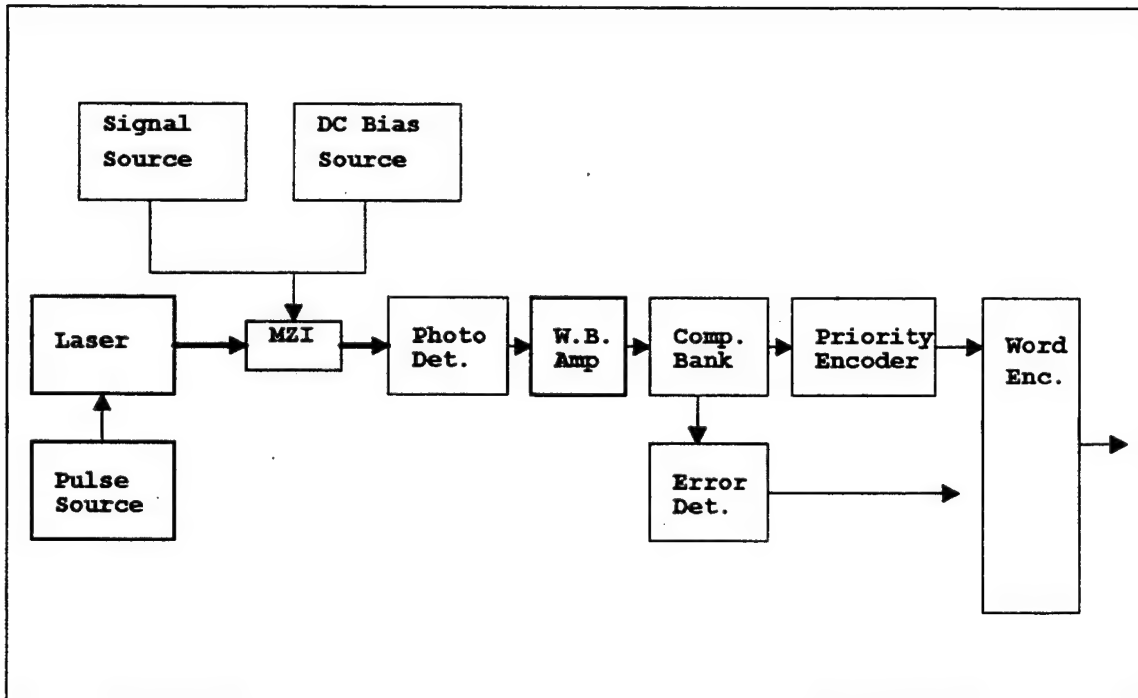 Signal
Source
DC Bias
Source
Laser
MZI
Photo
Det.
W.B.
Amp
Comp.
Bank
Priority
Encoder
Word
Enc.
Pulse
Source
Error
Det.